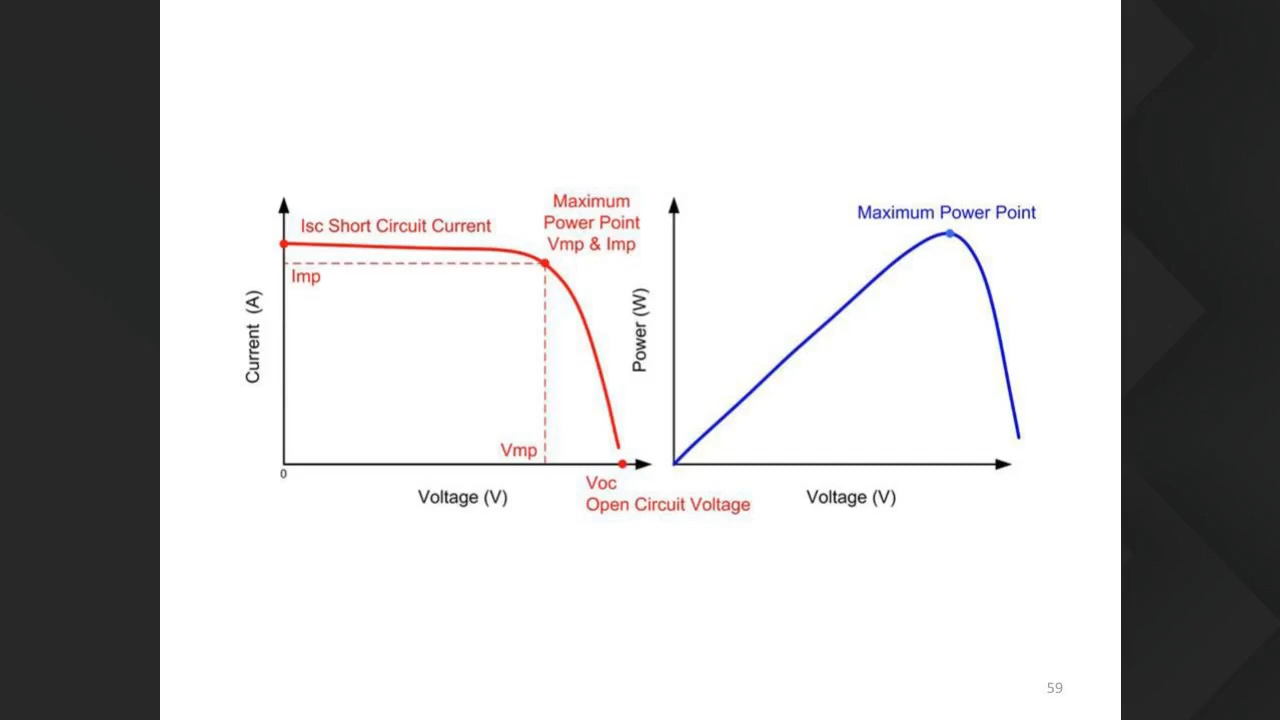 Isc Short Circuit Current
Maximum
Power Point
Vmp & Imp
Imp
Current (A)
Vmp
0
Voltage (V)
Voc
Open Circuit Voltage
Maximum Power Point
Power (W)
Voltage (V)
59